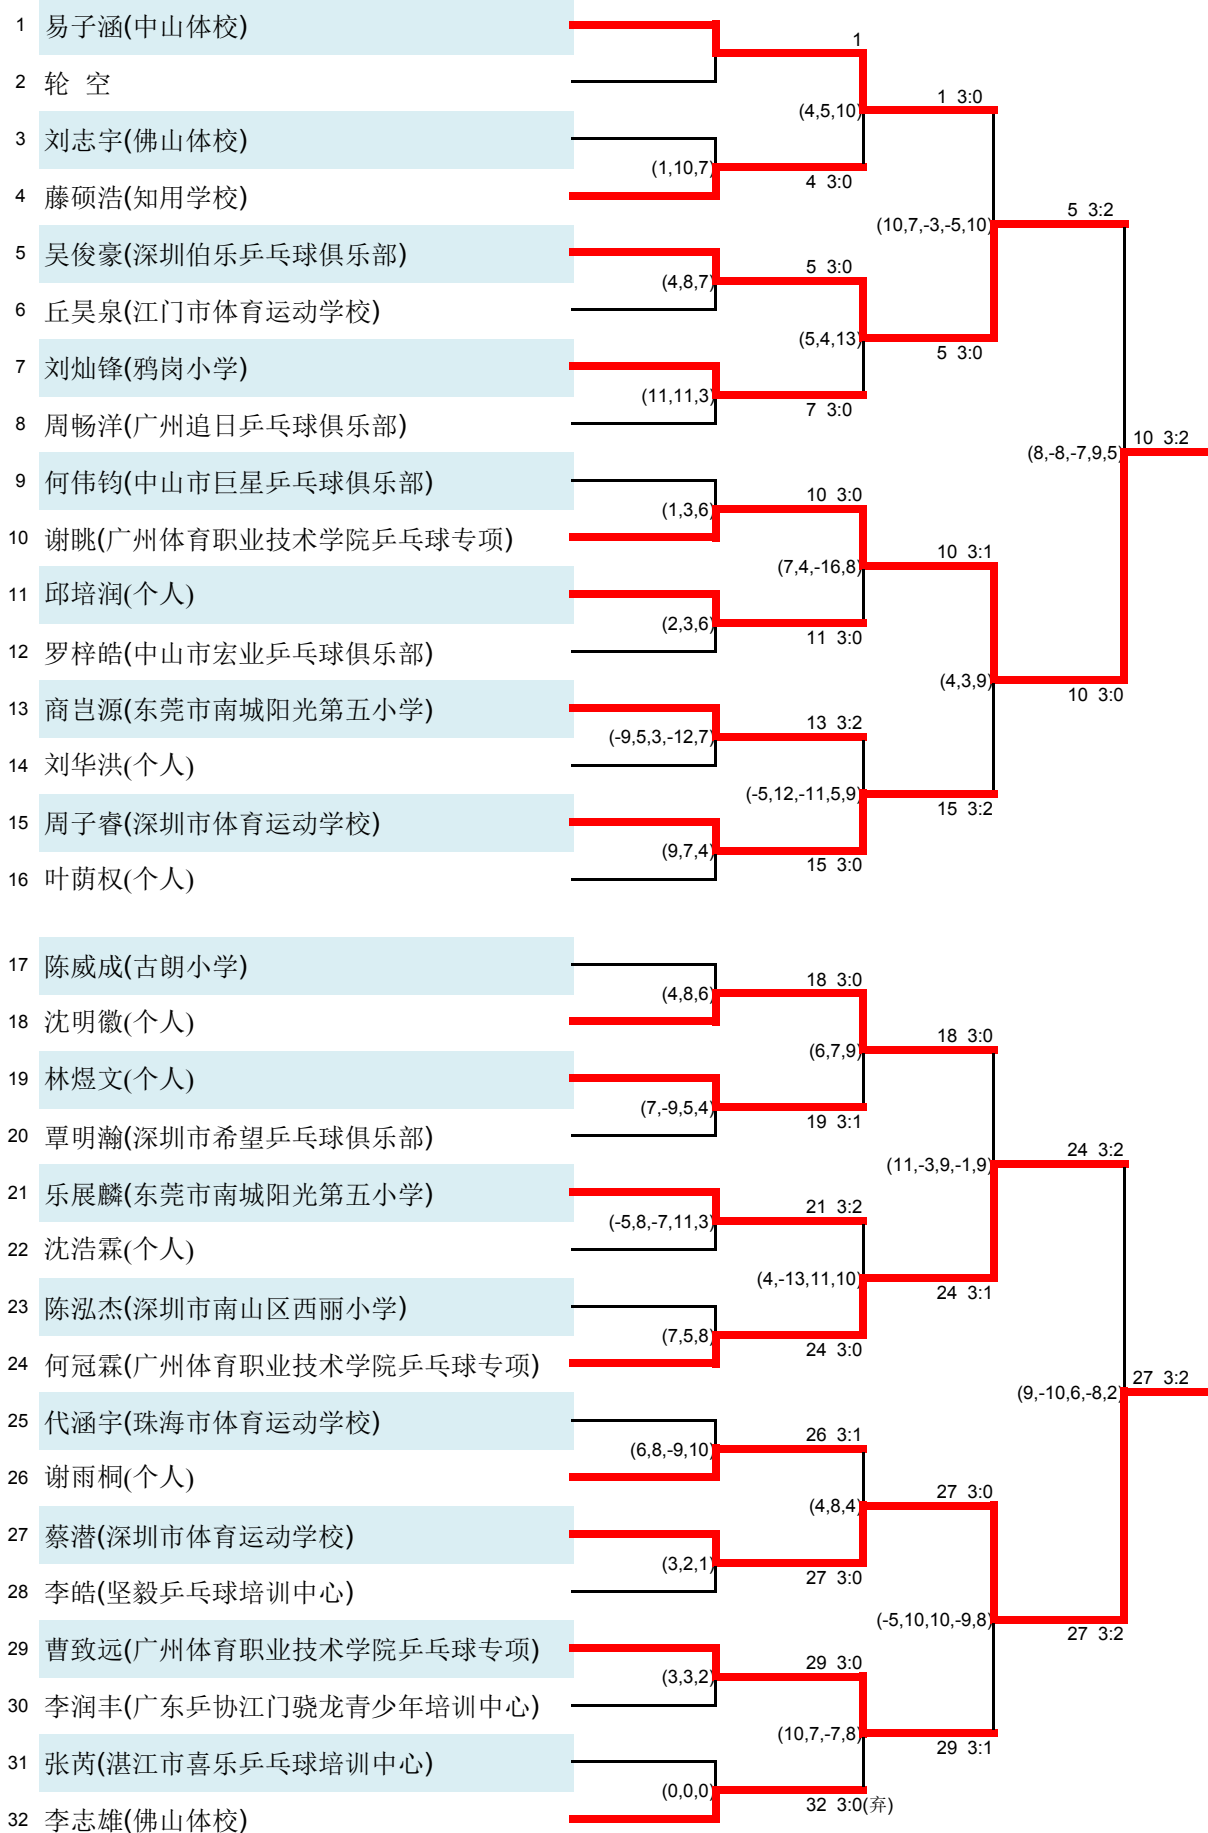 1 易子涵(中山体校)
1
2 轮 空
(4,5,10)
1 3:0
3 刘志宇(佛山体校)
(1,10,7)
4 3:0
4 藤硕浩(知用学校)
(10,7,-3,-5,10)
5 3:2
5 吴俊豪(深圳伯乐乒乓球俱乐部)
(4,8,7)
5 3:0
6 丘昊泉(江门市体育运动学校)
(5,4,13)
5 3:0
7 刘灿锋(鸦岗小学)
(11,11,3)
7 3:0
8 周畅洋(广州追日乒乓球俱乐部)
(8,-8,-7,9,5)
10 3:2
9 何伟钧(中山市巨星乒乓球俱乐部)
(1,3,6)
10 3:0
10 谢眺(广州体育职业技术学院乒乓球专项)
(7,4,-16,8)
10 3:1
11 邱培润(个人)
(2,3,6)
11 3:0
12 罗梓皓(中山市宏业乒乓球俱乐部)
(4,3,9)
10 3:0
13 商岂源(东莞市南城阳光第五小学)
(-9,5,3,-12,7)
13 3:2
14 刘华洪(个人)
(-5,12,-11,5,9)
15 3:2
15 周子睿(深圳市体育运动学校)
(9,7,4)
15 3:0
16 叶荫权(个人)
17 陈威成(古朗小学)
(4,8,6)
18 3:0
18 沈明徽(个人)
(6,7,9)
18 3:0
19 林煜文(个人)
(7,-9,5,4)
19 3:1
20 覃明瀚(深圳市希望乒乓球俱乐部)
(11,-3,9,-1,9)
24 3:2
21 乐展麟(东莞市南城阳光第五小学)
(-5,8,-7,11,3)
21 3:2
22 沈浩霖(个人)
(4,-13,11,10)
24 3:1
23 陈泓杰(深圳市南山区西丽小学)
(7,5,8)
24 3:0
24 何冠霖(广州体育职业技术学院乒乓球专项)
(9,-10,6,-8,2)
27 3:2
25 代涵宇(珠海市体育运动学校)
(6,8,-9,10)
26 3:1
26 谢雨桐(个人)
(4,8,4)
27 3:0
27 蔡潜(深圳市体育运动学校)
(3,2,1)
27 3:0
28 李皓(坚毅乒乓球培训中心)
(-5,10,10,-9,8)
27 3:2
29 曹致远(广州体育职业技术学院乒乓球专项)
(3,3,2)
29 3:0
30 李润丰(广东乒协江门骁龙青少年培训中心)
(10,7,-7,8)
29 3:1
31 张芮(湛江市喜乐乒乓球培训中心)
(0,0,0)
32 3:0(弃)
32 李志雄(佛山体校)